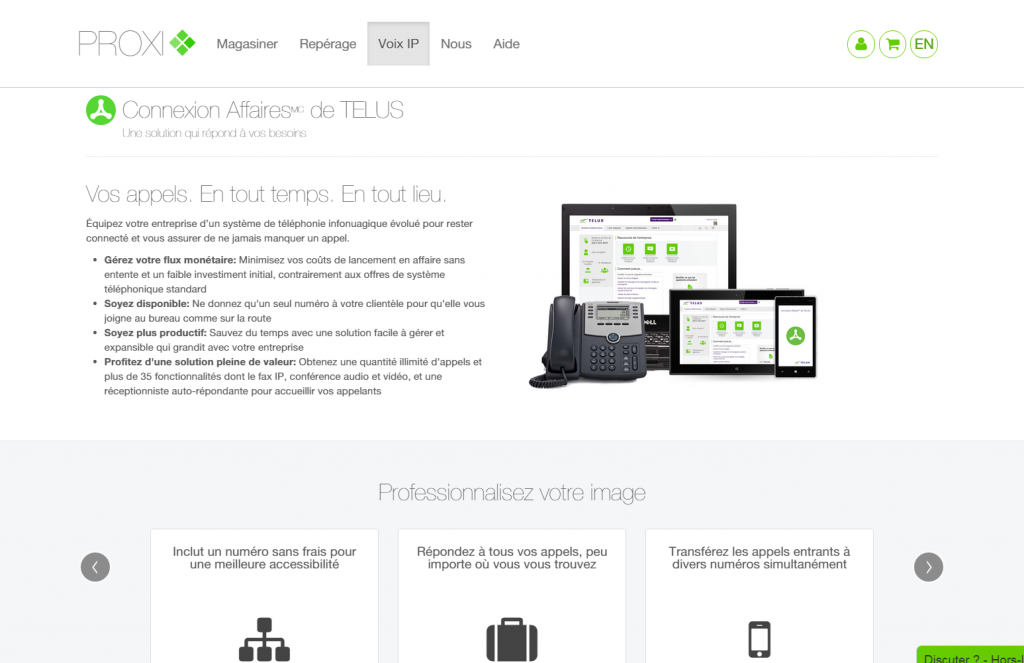 PROXI
Magasiner
Repérage
Voix IP
Nous
Aide
EN
Connexion Affaires MC de TELUS
Une solution qui répond à vos besoins
Vos appels. En tout temps. En tout lieu.
Équipez votre entreprise d'un système de téléphonie infonuagique évolué pour rester
connecté et vous assurer de ne jamais manquer un appel.
• Gérez votre flux monétaire: Minimisez vos coûts de lancement en affaire sans
entente et un faible investiment initial, contrairement aux offres de système
téléphonique standard
• Soyez disponible: Ne donnez qu'un seul numéro à votre clientèle pour qu'elle vous
joigne au bureau comme sur la route
• Soyez plus productif: Sauvez du temps avec une solution facile à gérer et
expansible qui grandit avec votre entreprise
• Profitez d'une solution pleine de valeur: Obtenez une quantité illimité d'appels et
plus de 35 fonctionnalités dont le fax IP, conférence audio et vidéo, et une
réceptionniste auto-répondante pour accueillir vos appelants
TELUS
DELL
TELUS
TELUS
Professionnalisez votre image
Inclut un numéro sans frais pour
une meilleure accessibilité
Répondez à tous vos appels, peu
importe où vous vous trouvez
Transférez les appels entrants à
divers numéros simultanément
Discuter ? - Hors-l